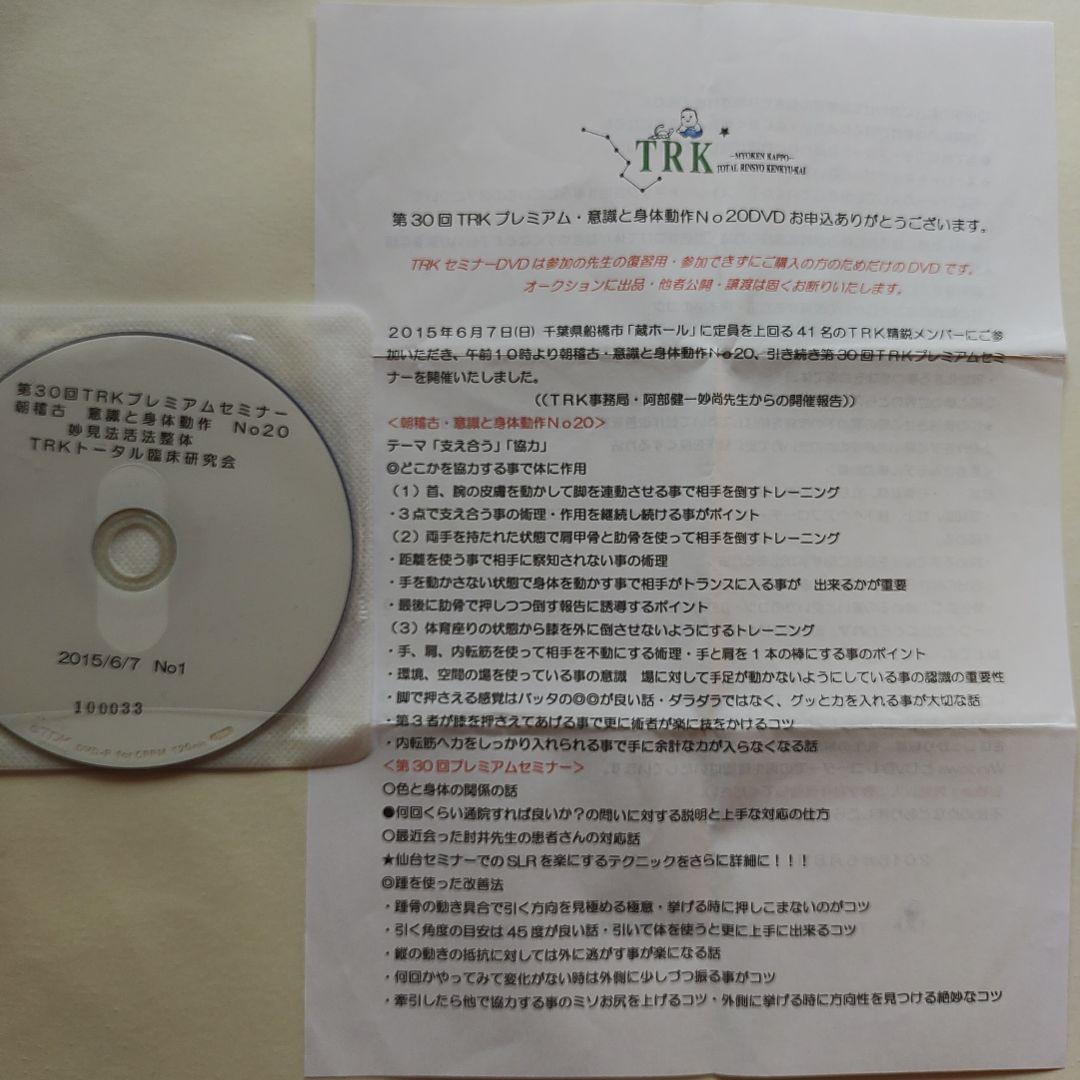 第30回TRKプレミアムセミナー
朝稽古　意識と身体動作　No20
妙見法活法整体
TRKトータル臨床研究会
2015/6/7 No1
100033
TRK
-MYOKEN KAPPO-
TOTAL RINSYO KENKYU-KAI
第30回TRKプレミアム・意識と身体動作No20DVDお申込ありがとうございます。
TRKセミナーDVDは参加の先生の復習用・参加できずにご購入の方のためだけのDVDです。
オークションに出品・他者公開・譲渡は固くお断りいたします。
2015年6月7日(日) 千葉県船橋市「蔵ホール」に定員を上回る41名のTRK精鋭メンバーにご参
加いただき、午前10時より朝稽古・意識と身体動作No20、引き続き第30回TRKプレミアムセミ
ナーを開催いたしました。
((TRK事務局・阿部健一妙尚先生からの開催報告))
<朝稽古・意識と身体動作No20>
テーマ「支え合う」「協力」
◎どこかを協力する事で体に作用
(1) 首、腕の皮膚を動かして脚を連動させる事で相手を倒すトレーニング
・3点で支え合う事の術理・作用を継続し続ける事がポイント
(2) 両手を持たれた状態で肩甲骨と肋骨を使って相手を倒すトレーニング
・距離を使う事で相手に察知されない事の術理
・手を動かさない状態で身体を動かす事で相手がトランスに入る事が　出来るかが重要
・最後に肋骨で押しつつ倒す報告に誘導するポイント
(3) 体育座りの状態から膝を外に倒させないようにするトレーニング
・手、肩、内転筋を使って相手を不動にする術理・手と肩を1本の棒にする事のポイント
・環境、空間の場を使っている事の意識　場に対して手足が動かないようにしている事の認識の重要性
・脚で押さえる感覚はバッタの◎◎が良い話・ダラダラではなく、グッと力を入れる事が大切な話
・第3者が膝を押さえてあげる事で更に術者が楽に技をかけるコツ
・内転筋へ力をしっかり入れられる事で手に余計な力が入らなくなる話
<第30回プレミアムセミナー>
○色と身体の関係の話
●何回くらい通院すれば良いか？の問いに対する説明と上手な対応の仕方
○最近会った肘井先生の患者さんの対応話
★仙台セミナーでのSLRを楽にするテクニックをさらに詳細に！！！
◎踵を使った改善法
・踵骨の動き具合で引く方向を見極める極意・挙げる時に押しこまないのがコツ
・引く角度の目安は45度が良い話・引いて体を使うと更に上手に出来るコツ
・縦の動きの抵抗に対しては外に逃がす事が楽になる話
・何回かやってみて変化がない時は外側に少しづつ振る事がコツ
・牽引したら他で協力する事のミソお尻を上げるコツ・外側に挙げる時に方向性を見つける絶妙なコツ